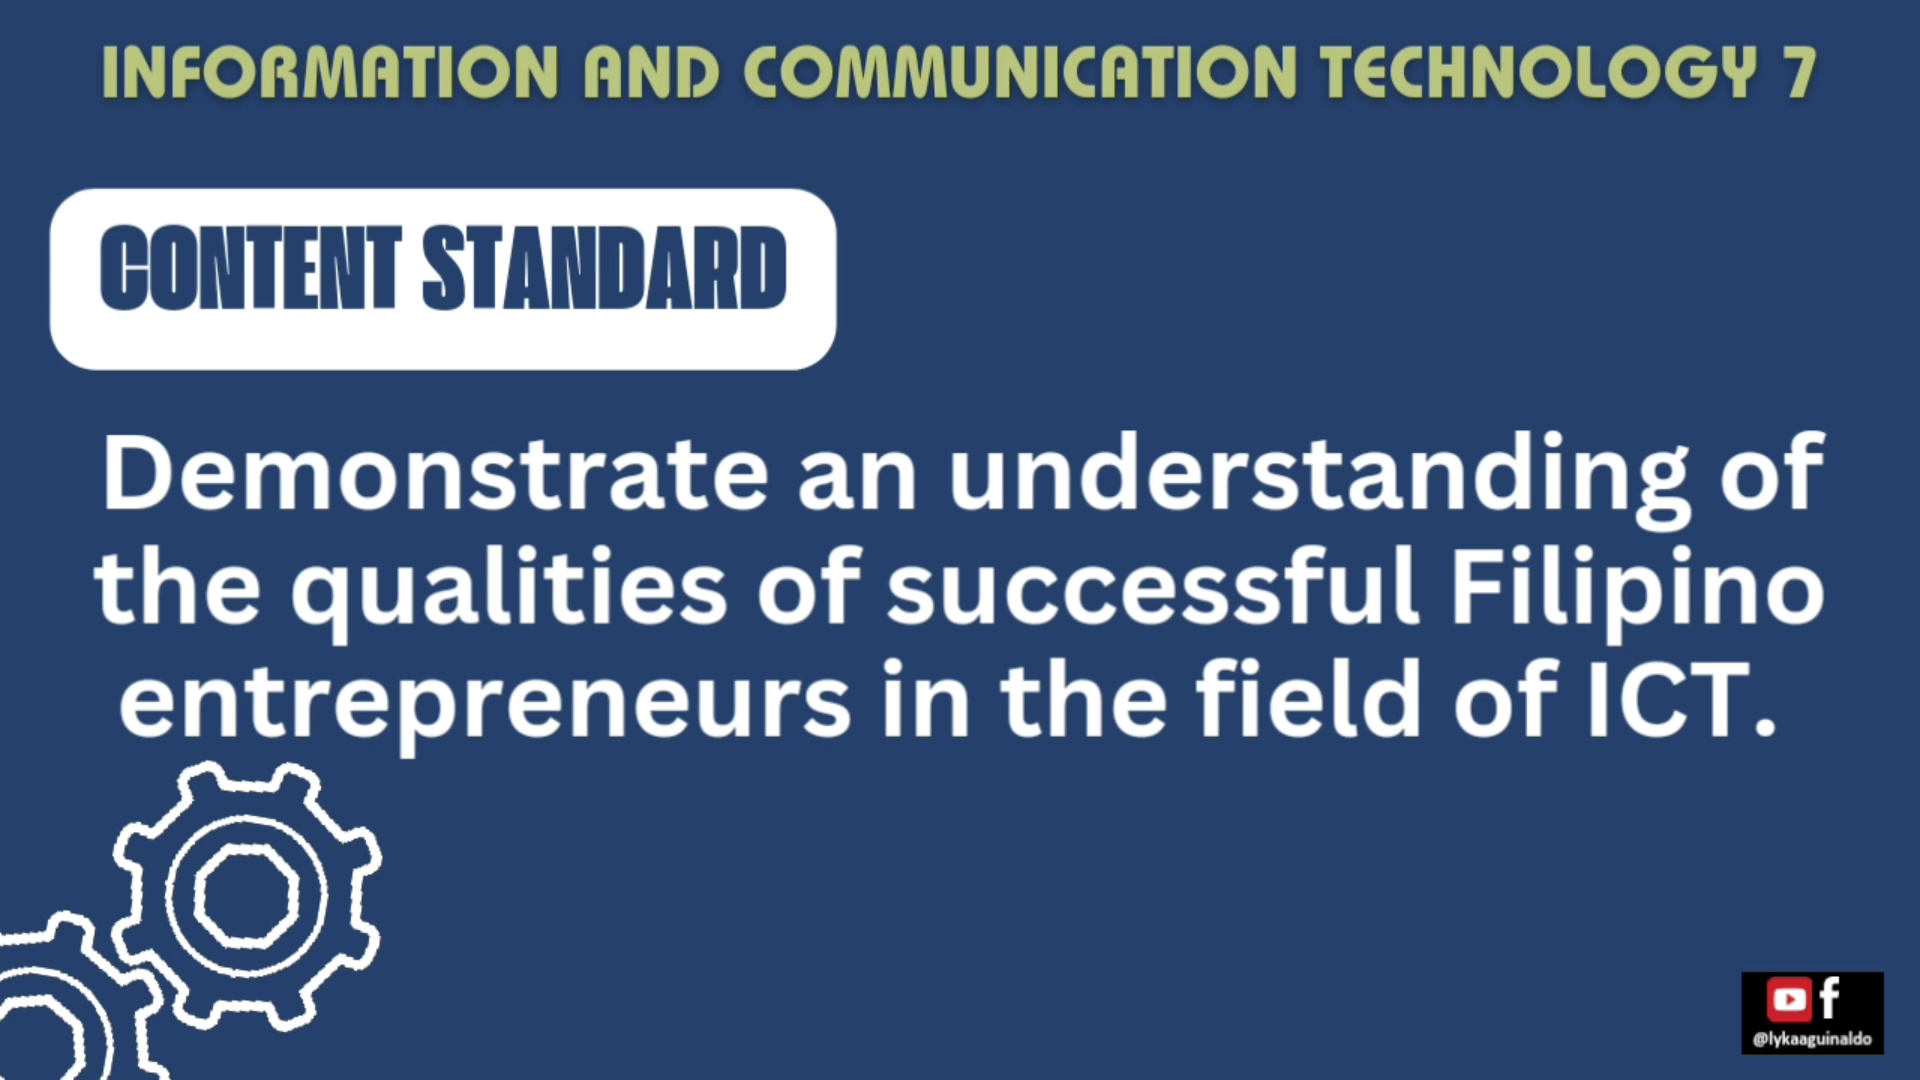 INFORMATION AND COMMUNICATION TECHNOLOGY 7
CONTENT STANDARD
Demonstrate an understanding of
the qualities of successful Filipino
entrepreneurs in the field of ICT.
@lykaaguinaldo